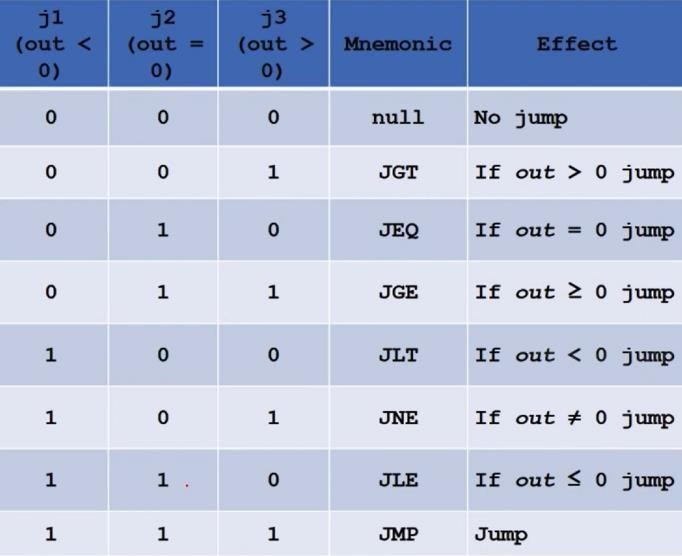 j1 (out < 0) j2 (out = 0) j3 (out > 0) Mnemonic Effect
0 0 0 null No jump
0 0 1 JGT If out > 0 jump
0 1 0 JEQ If out = 0 jump
0 1 1 JGE If out ≥ 0 jump
1 0 0 JLT If out < 0 jump
1 0 1 JNE If out ≠ 0 jump
1 1 0 JLE If out ≤ 0 jump
1 1 1 JMP Jump